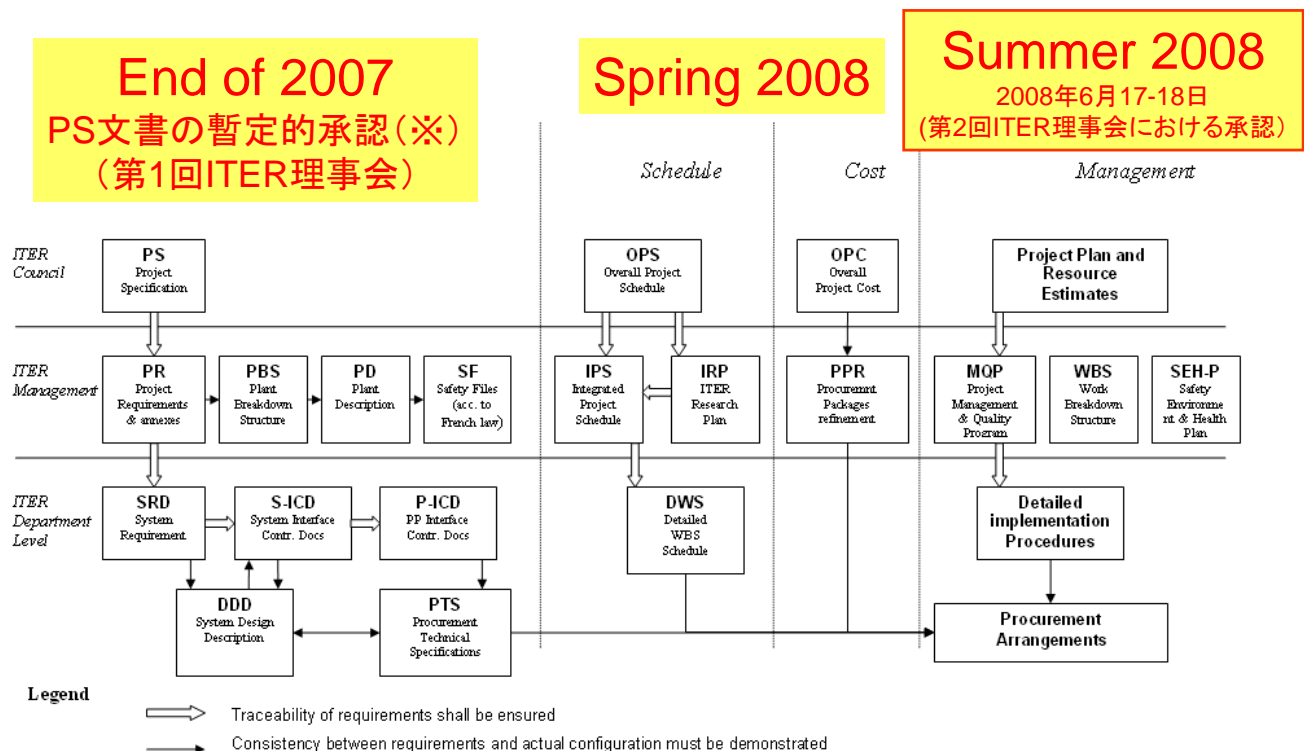 End of 2007
PS文書の暫定的承認(※)
(第1回ITER理事会)
Spring 2008
Summer 2008
2008年6月17-18日
(第2回ITER理事会における承認)
Schedule
Cost
Management
ITER
Council
PS
Project
Specification
OPS
Overall Project
Schedule
OPC
Overall
Project Cost
Project Plan and
Resource
Estimates
ITER
Management
PR
Project
Requirements
& annexes
PBS
Plant
Breakdown
Structure
PD
Plant
Description
SF
Safety Files
(acc. to
French law)
IPS
Integrated
Project
Schedule
IRP
ITER
Research
Plan
PPR
Procuremnt
Packages
refinement
MQP
Project
Management
& Quality
Program
WBS
Work
Breakdown
Structure
SEH-P
Safety
Environme
nt & Health
Plan
ITER
Department
Level
SRD
System
Requirement
S-ICD
System Interface
Contr. Docs
P-ICD
PP Interface
Contr. Docs
DWS
Detailed
WBS
Schedule
Detailed
implementation
Procedures
DDD
System Design
Description
PTS
Procurement
Technical
Specifications
Procurement
Arrangements
Legend
Traceability of requirements shall be ensured
Consistency between requirements and actual configuration must be demonstrated